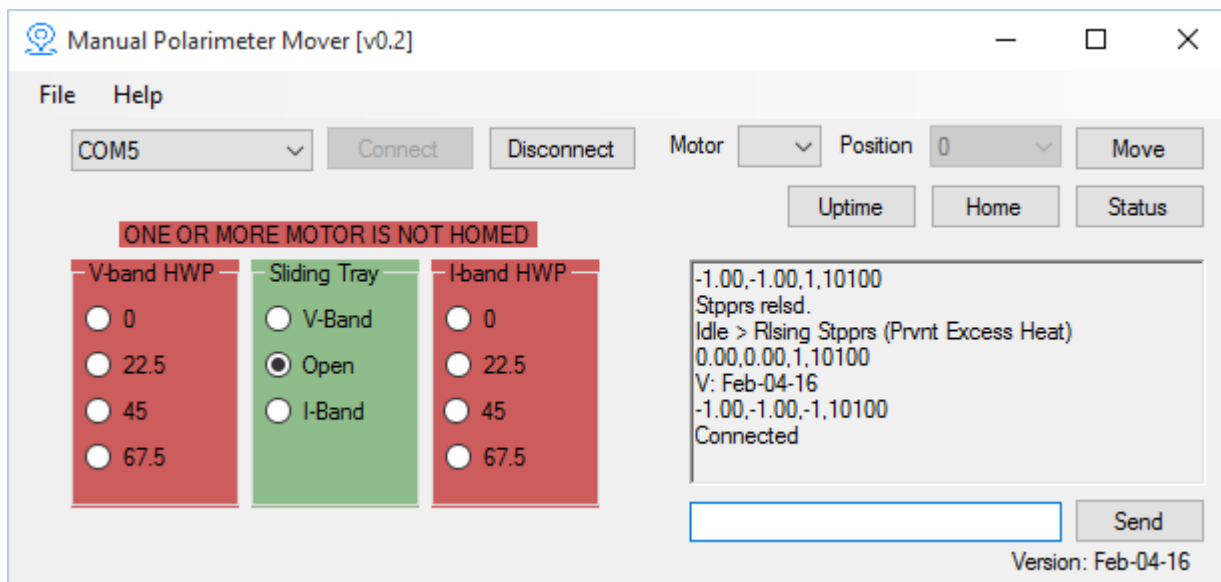 Manual Polarimeter Mover [v0.2]
File Help
COM5 Connect Disconnect Motor Position 0 Move
Uptime Home Status
ONE OR MORE MOTOR IS NOT HOMED
V-band HWP Sliding Tray I-band HWP
0 V-Band 0
22.5 Open 22.5
45 I-Band 45
67.5 67.5
-1.00,-1.00,1,10100
Stpprs relsd.
Idle > Rlsing Stpprs (Prvnt Excess Heat)
0.00,0.00,1,10100
V: Feb-04-16
-1.00,-1.00,-1,10100
Connected
Send
Version: Feb-04-16